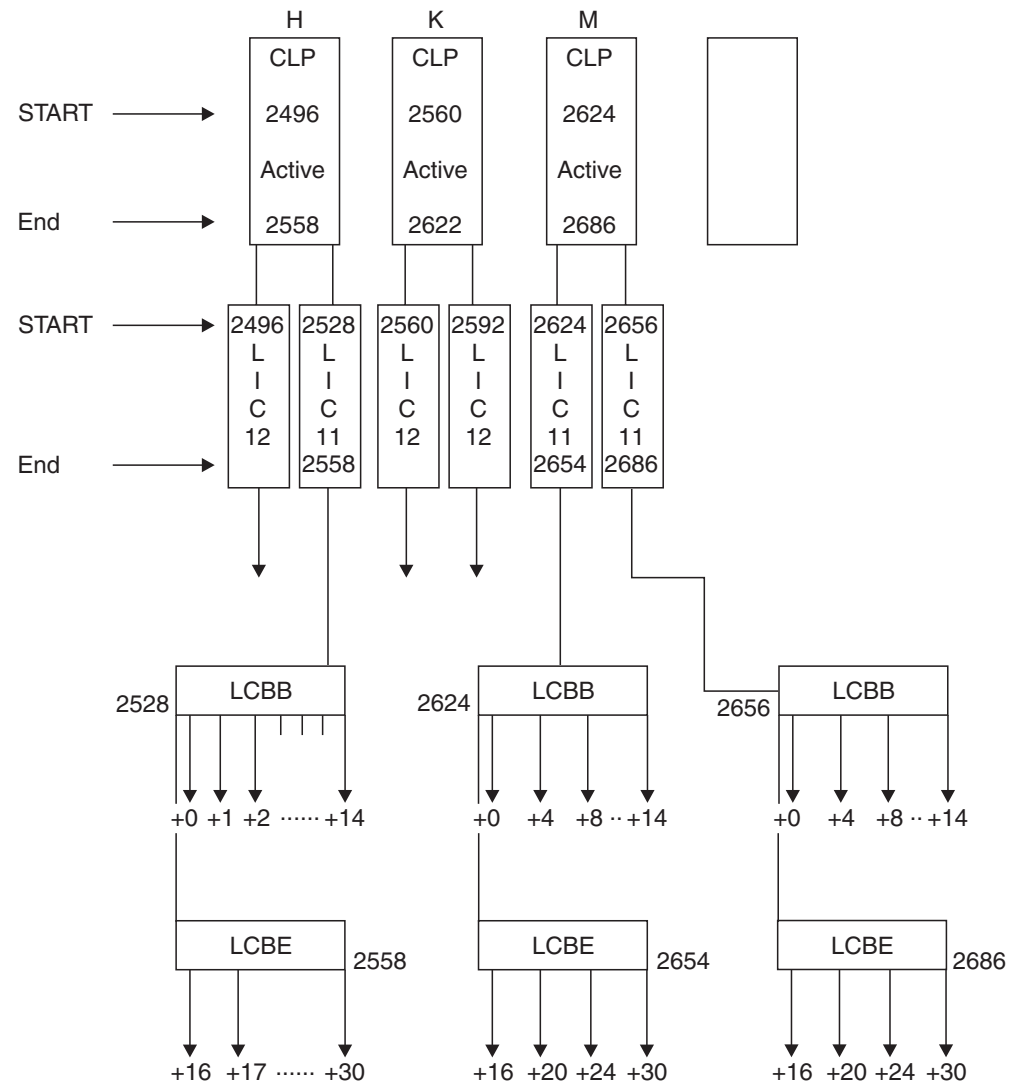 H K M
CLP CLP CLP
START 2496 2560 2624
Active Active Active
End 2558 2622 2686
START 2496 2528 2560 2592 2624 2656
L L L L L L
I I I I I I
C C C C C C
12 11 12 12 11 11
End 2558 2654 2686
2528 LCBB 2624 LCBB 2656 LCBB
+0 +1 +2 ······ +14 +0 +4 +8 ·· +14 +0 +4 +8 ·· +14
LCBE 2558 LCBE 2654 LCBE 2686
+16 +17 ······ +30 +16 +20 +24 +30 +16 +20 +24 +30